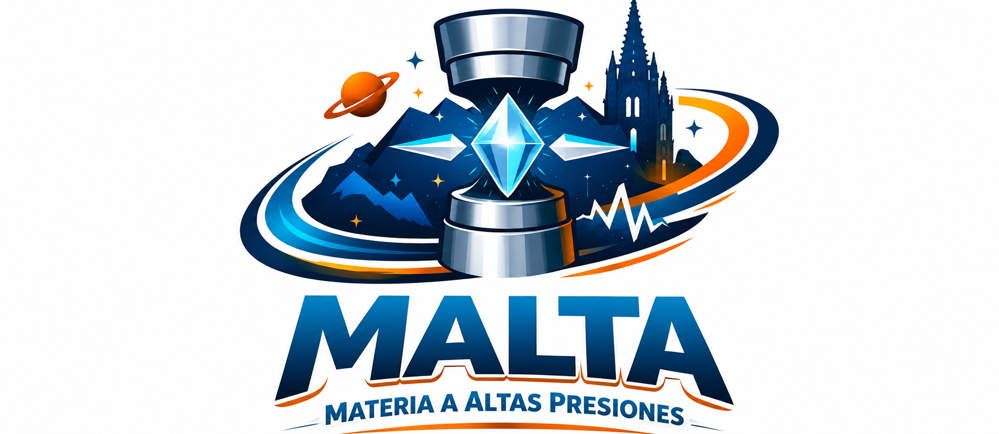 MALTA
MATERIA A ALTAS PRESIONES